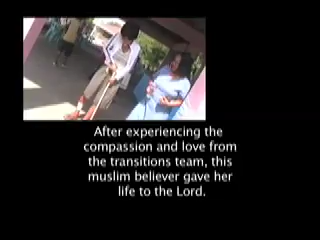 After experiencing the
compassion and love from
the transitions team, this
muslim believer gave her
life to the Lord.